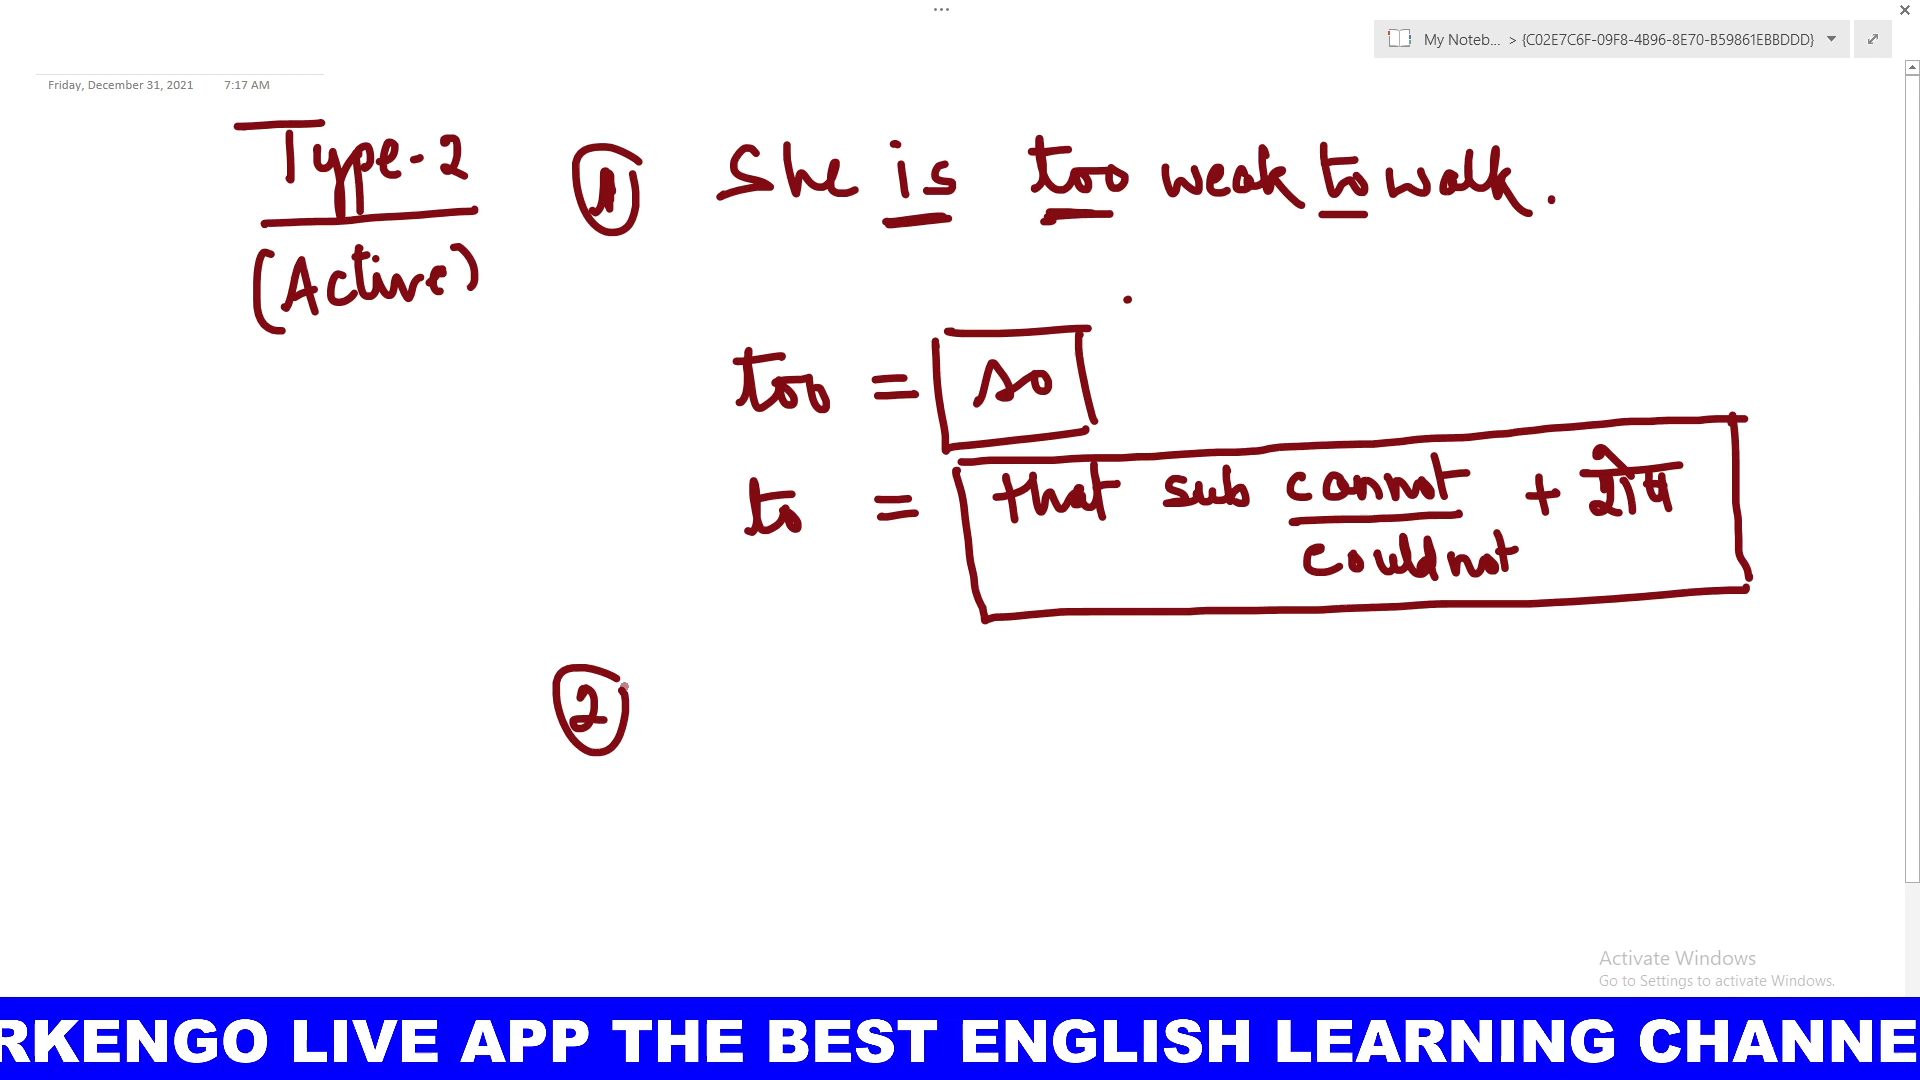 ...
My Noteb... > {C02E7C6F-09F8-4B96-8E70-B59861EBBDDD}
Friday, December 31, 2021 7:17 AM
Type-2 ① She is too weak to walk.
(Active)
too = so
to = that sub cannot + शेष
could not
②
Activate Windows
Go to Settings to activate Windows.
RKENGO LIVE APP THE BEST ENGLISH LEARNING CHANNE